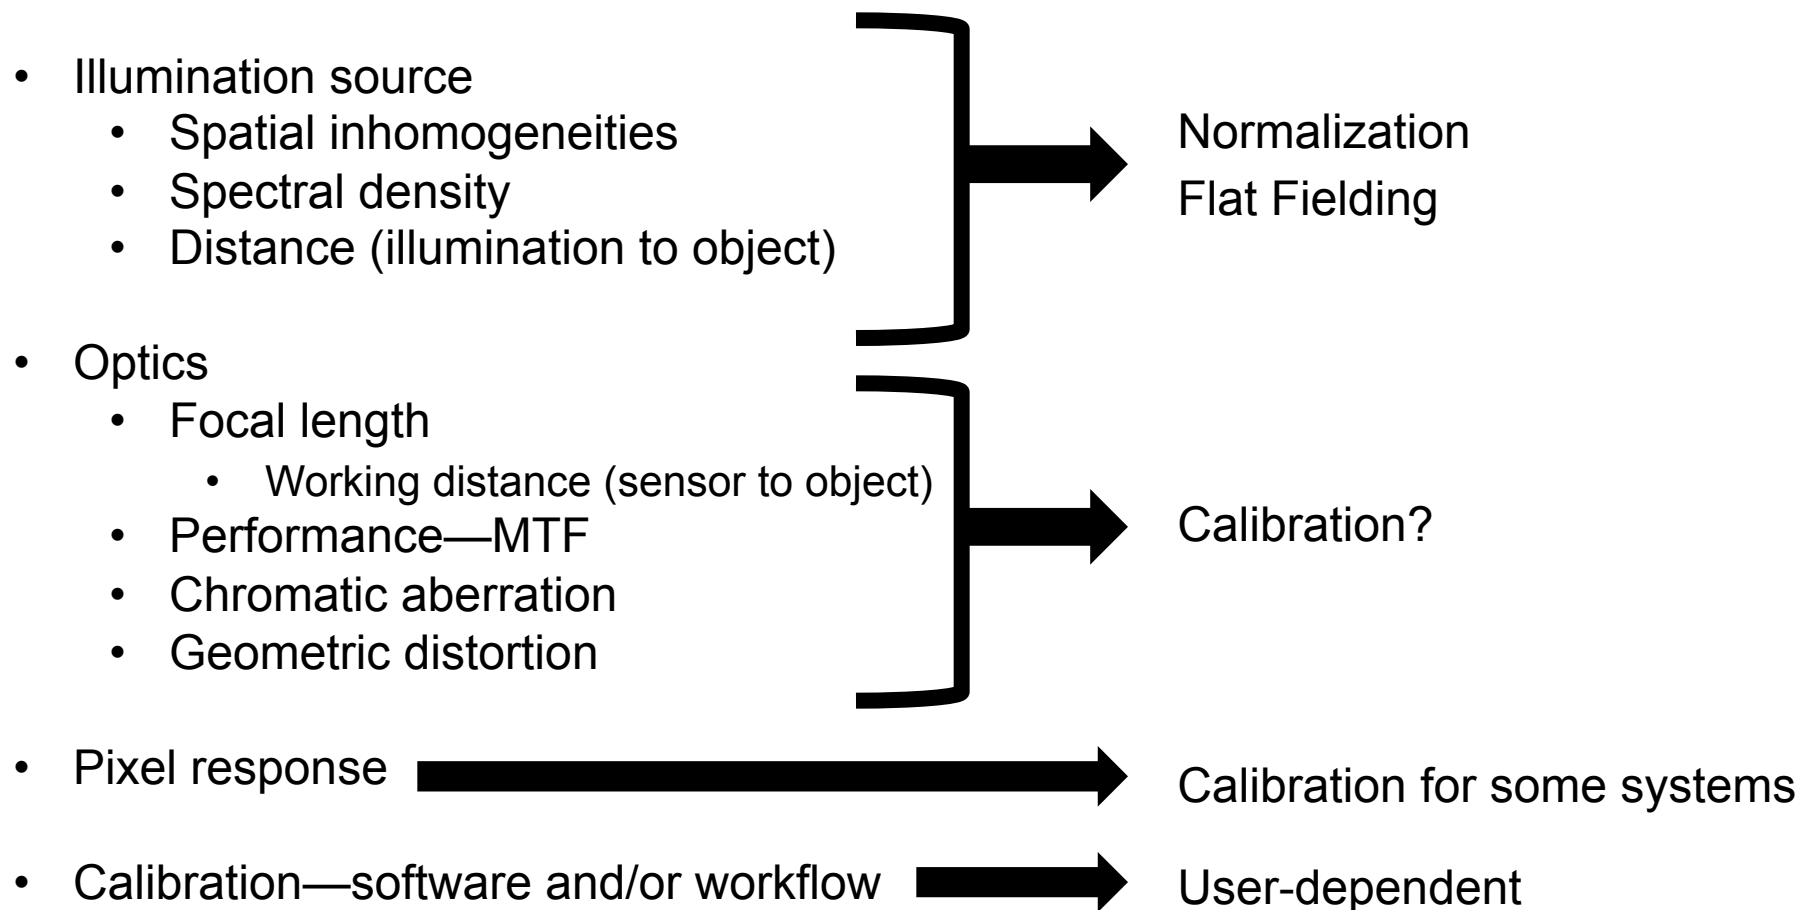 • Illumination source
• Spatial inhomogeneities
• Spectral density
• Distance (illumination to object)
Normalization
Flat Fielding
• Optics
• Focal length
• Working distance (sensor to object)
• Performance—MTF
• Chromatic aberration
• Geometric distortion
Calibration?
• Pixel response
Calibration for some systems
• Calibration—software and/or workflow
User-dependent